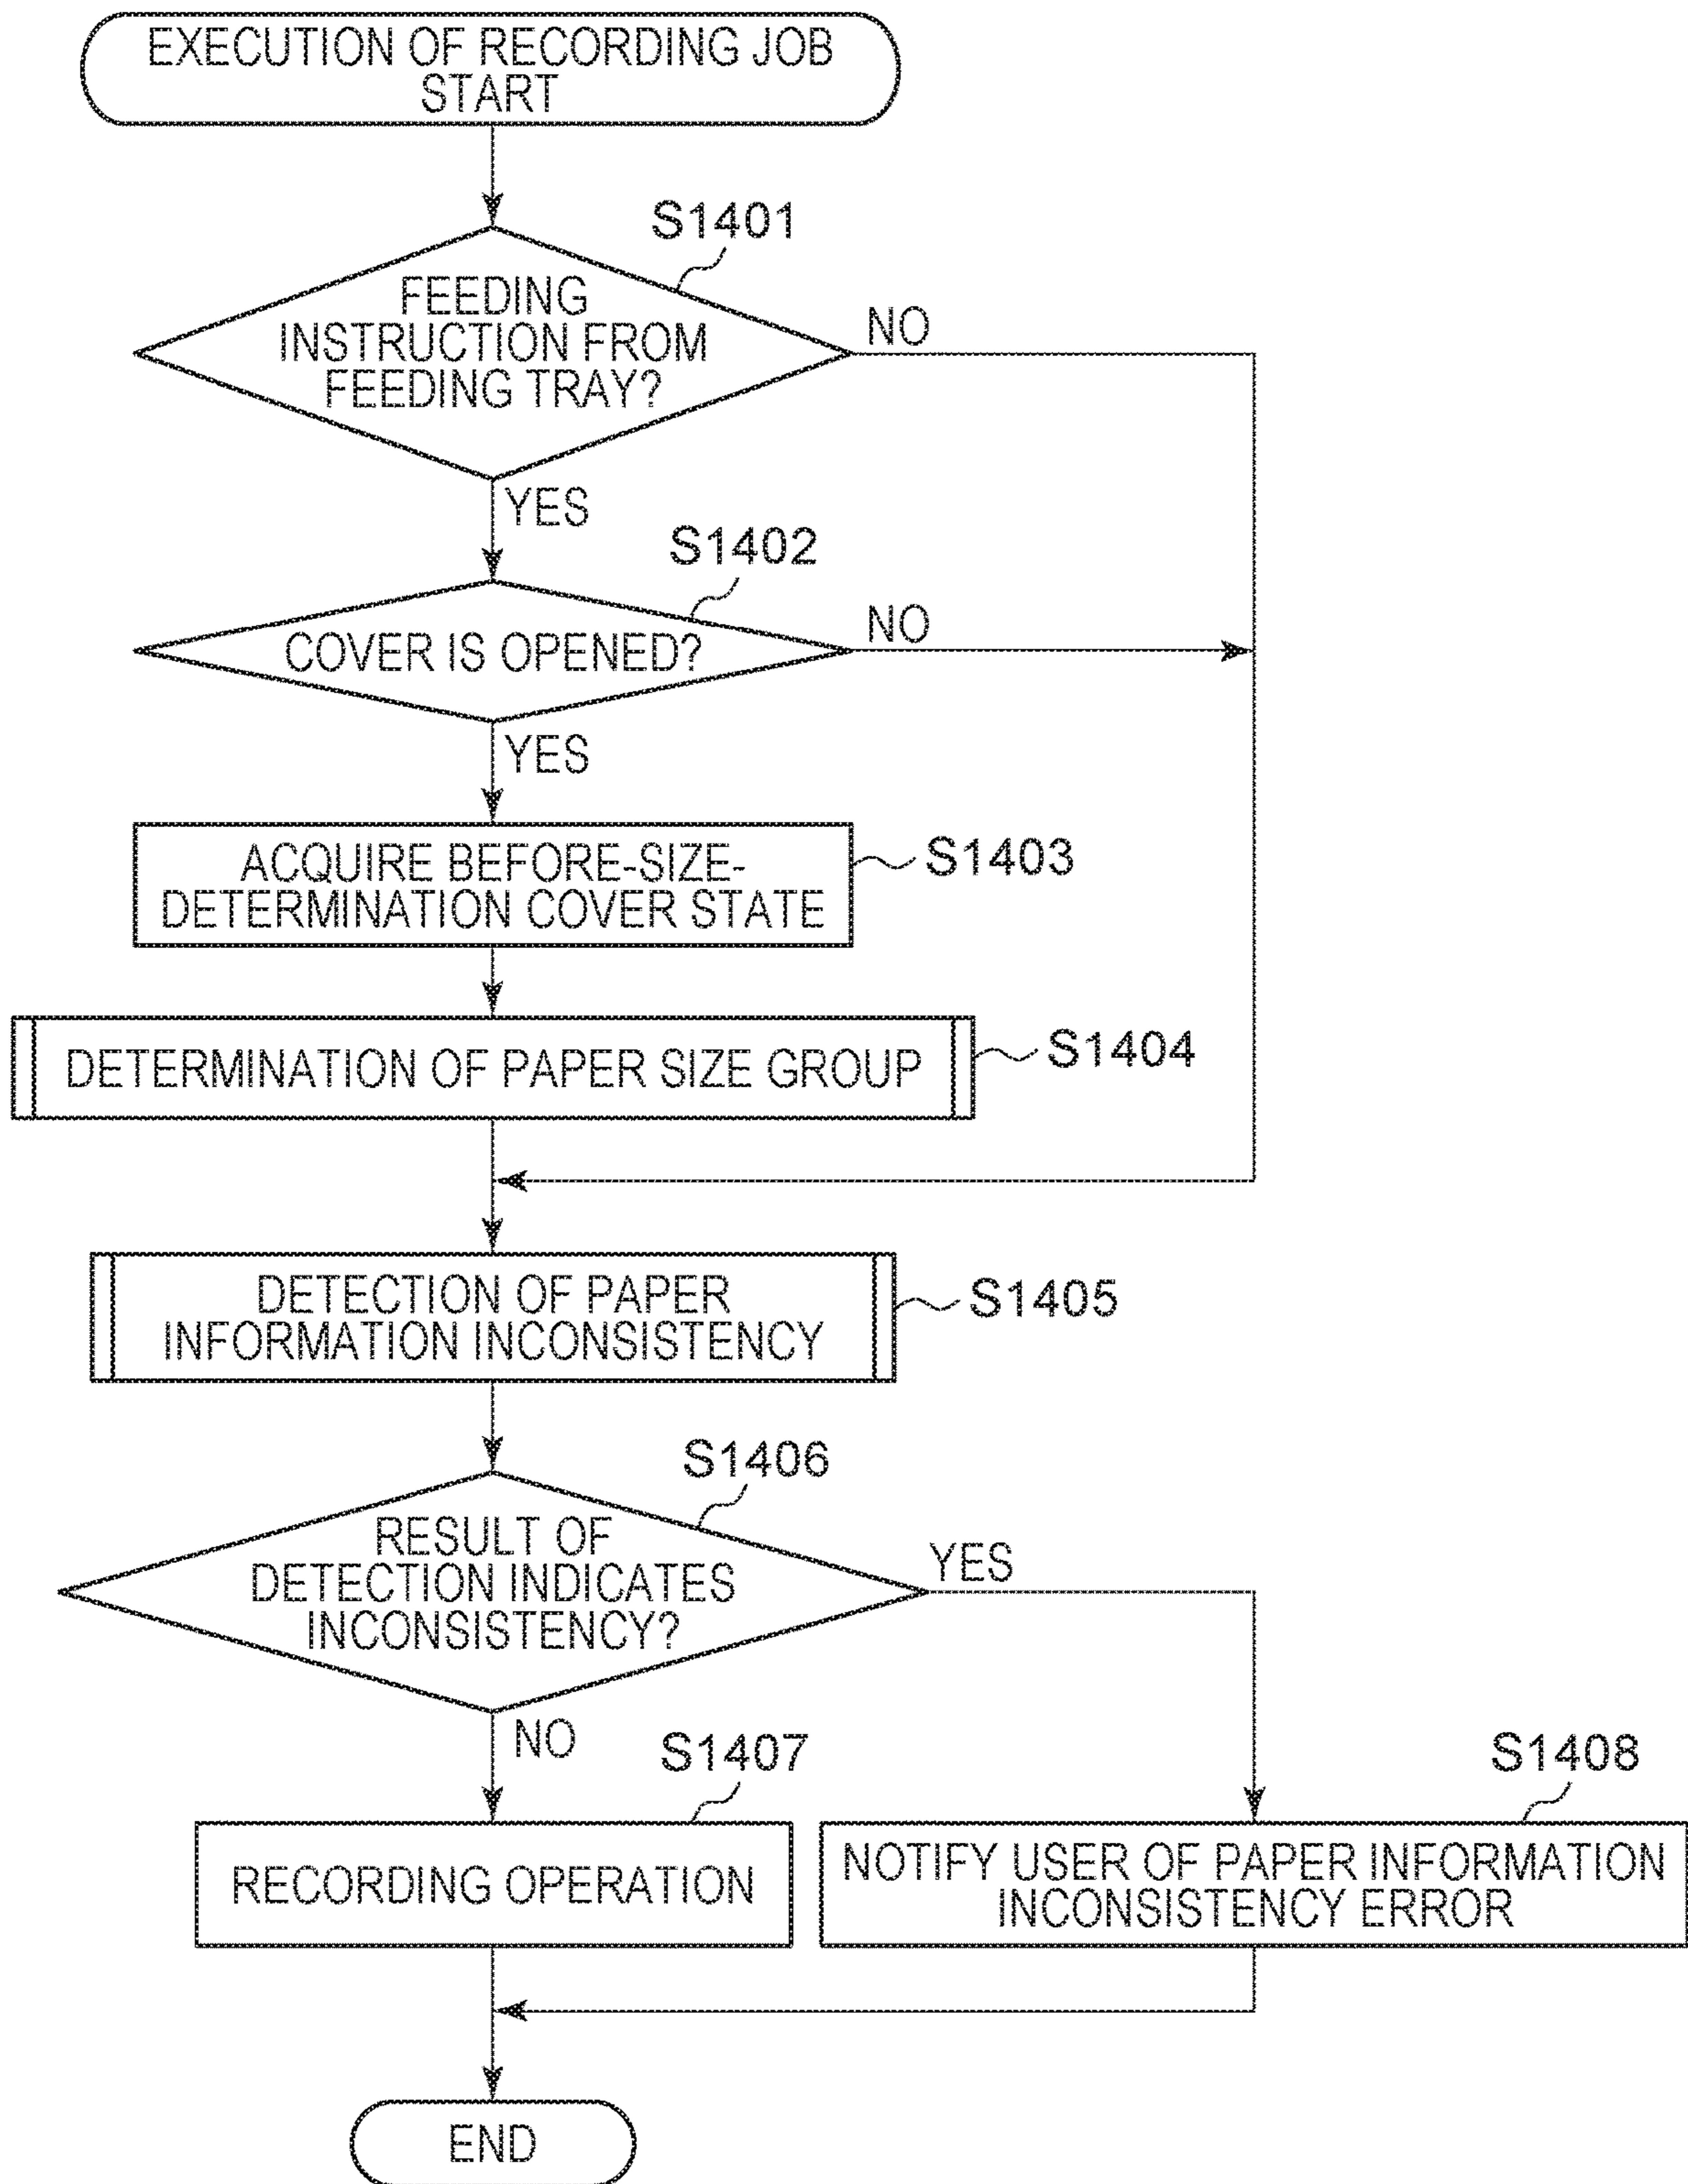 EXECUTION OF RECORDING JOB
START
S1401
FEEDING
INSTRUCTION FROM
FEEDING TRAY?
NO
YES
S1402
COVER IS OPENED?
NO
YES
ACQUIRE BEFORE-SIZE-
DETERMINATION COVER STATE
S1403
DETERMINATION OF PAPER SIZE GROUP
S1404
DETECTION OF PAPER
INFORMATION INCONSISTENCY
S1405
S1406
RESULT OF
DETECTION INDICATES
INCONSISTENCY?
YES
NO
S1407
S1408
RECORDING OPERATION
NOTIFY USER OF PAPER INFORMATION
INCONSISTENCY ERROR
END